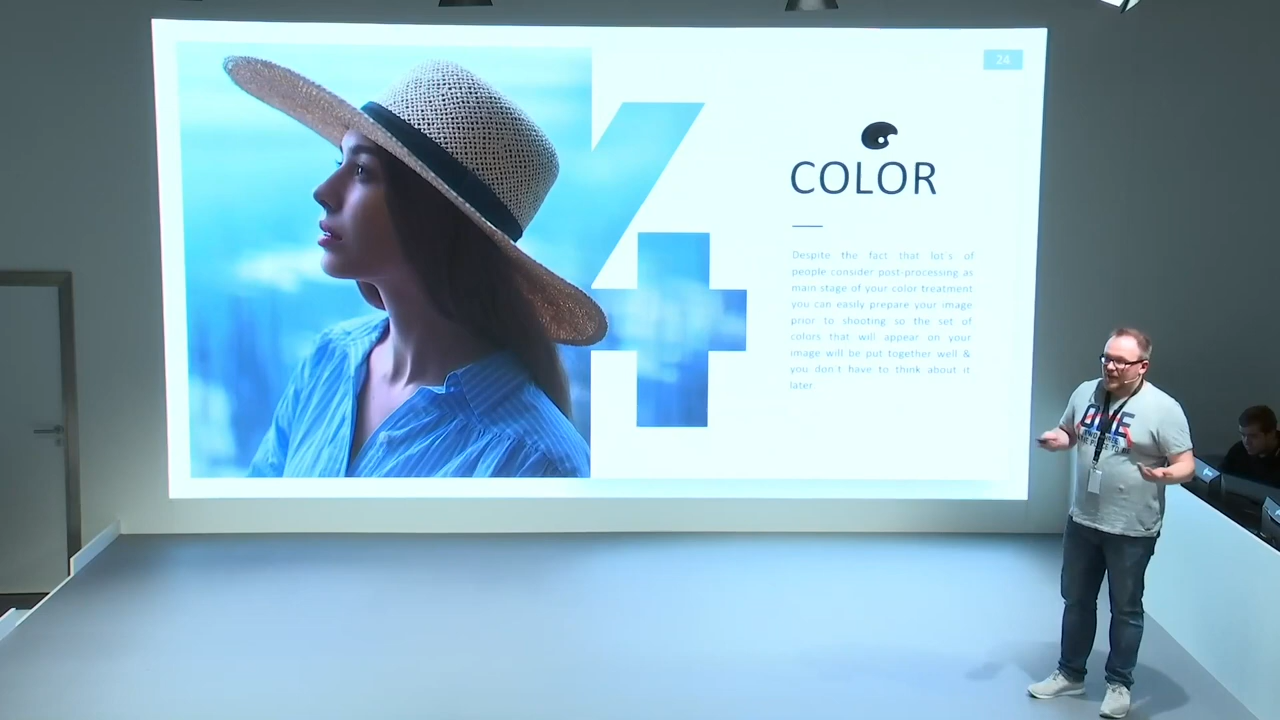 24
4
COLOR
Despite the fact that lot's of
people consider post-processing as
main stage of your color treatment
you can easily prepare your image
prior to shooting so the set of
colors that will appear on your
image will be put together well &
you don't have to think about it
later
ONE